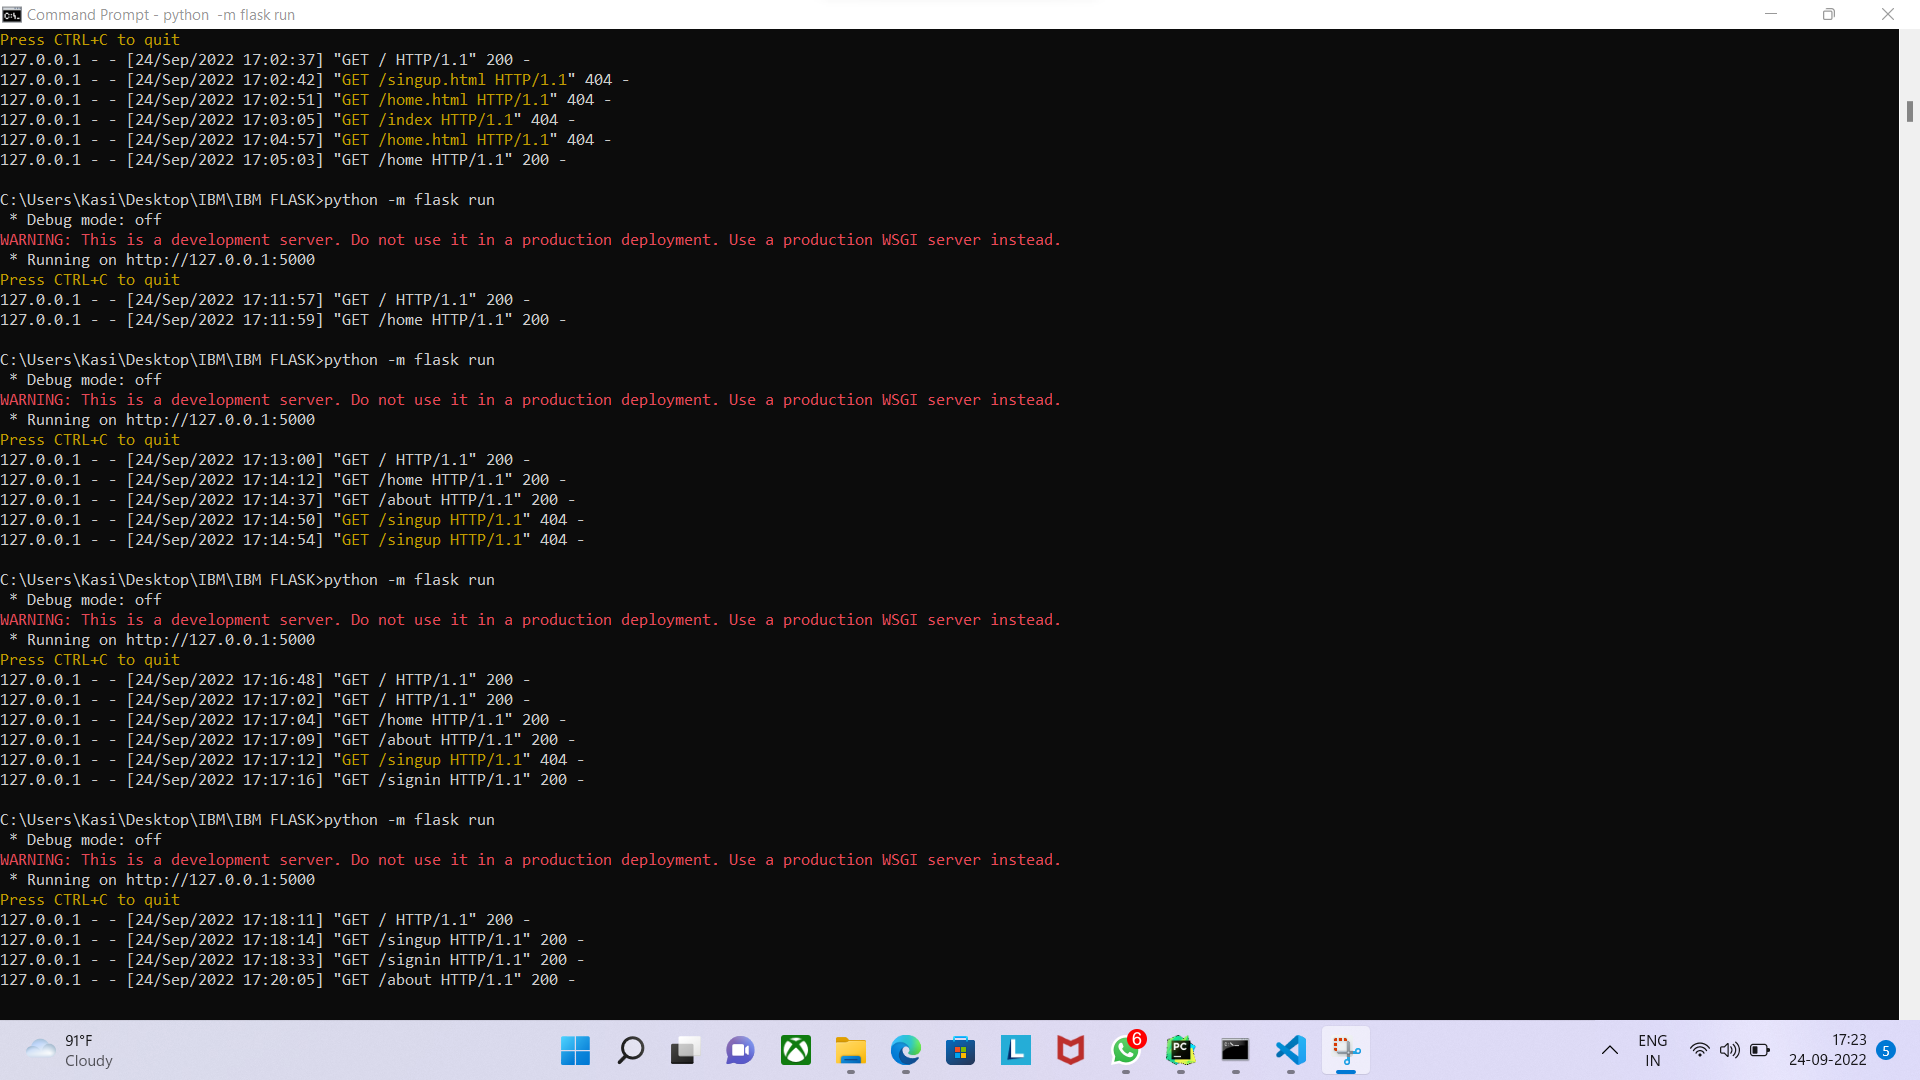 Command Prompt - python  -m flask run
Press CTRL+C to quit
127.0.0.1 - - [24/Sep/2022 17:02:37] "GET / HTTP/1.1" 200 -
127.0.0.1 - - [24/Sep/2022 17:02:42] "GET /singup.html HTTP/1.1" 404 -
127.0.0.1 - - [24/Sep/2022 17:02:51] "GET /home.html HTTP/1.1" 404 -
127.0.0.1 - - [24/Sep/2022 17:03:05] "GET /index HTTP/1.1" 404 -
127.0.0.1 - - [24/Sep/2022 17:04:57] "GET /home.html HTTP/1.1" 404 -
127.0.0.1 - - [24/Sep/2022 17:05:03] "GET /home HTTP/1.1" 200 -
C:\Users\Kasi\Desktop\IBM\IBM FLASK>python -m flask run
 * Debug mode: off
WARNING: This is a development server. Do not use it in a production deployment. Use a production WSGI server instead.
 * Running on http://127.0.0.1:5000
Press CTRL+C to quit
127.0.0.1 - - [24/Sep/2022 17:11:57] "GET / HTTP/1.1" 200 -
127.0.0.1 - - [24/Sep/2022 17:11:59] "GET /home HTTP/1.1" 200 -
C:\Users\Kasi\Desktop\IBM\IBM FLASK>python -m flask run
 * Debug mode: off
WARNING: This is a development server. Do not use it in a production deployment. Use a production WSGI server instead.
 * Running on http://127.0.0.1:5000
Press CTRL+C to quit
127.0.0.1 - - [24/Sep/2022 17:13:00] "GET / HTTP/1.1" 200 -
127.0.0.1 - - [24/Sep/2022 17:14:12] "GET /home HTTP/1.1" 200 -
127.0.0.1 - - [24/Sep/2022 17:14:37] "GET /about HTTP/1.1" 200 -
127.0.0.1 - - [24/Sep/2022 17:14:50] "GET /singup HTTP/1.1" 404 -
127.0.0.1 - - [24/Sep/2022 17:14:54] "GET /singup HTTP/1.1" 404 -
C:\Users\Kasi\Desktop\IBM\IBM FLASK>python -m flask run
 * Debug mode: off
WARNING: This is a development server. Do not use it in a production deployment. Use a production WSGI server instead.
 * Running on http://127.0.0.1:5000
Press CTRL+C to quit
127.0.0.1 - - [24/Sep/2022 17:16:48] "GET / HTTP/1.1" 200 -
127.0.0.1 - - [24/Sep/2022 17:17:02] "GET / HTTP/1.1" 200 -
127.0.0.1 - - [24/Sep/2022 17:17:04] "GET /home HTTP/1.1" 200 -
127.0.0.1 - - [24/Sep/2022 17:17:09] "GET /about HTTP/1.1" 200 -
127.0.0.1 - - [24/Sep/2022 17:17:12] "GET /singup HTTP/1.1" 404 -
127.0.0.1 - - [24/Sep/2022 17:17:16] "GET /signin HTTP/1.1" 200 -
C:\Users\Kasi\Desktop\IBM\IBM FLASK>python -m flask run
 * Debug mode: off
WARNING: This is a development server. Do not use it in a production deployment. Use a production WSGI server instead.
 * Running on http://127.0.0.1:5000
Press CTRL+C to quit
127.0.0.1 - - [24/Sep/2022 17:18:11] "GET / HTTP/1.1" 200 -
127.0.0.1 - - [24/Sep/2022 17:18:14] "GET /singup HTTP/1.1" 200 -
127.0.0.1 - - [24/Sep/2022 17:18:33] "GET /signin HTTP/1.1" 200 -
127.0.0.1 - - [24/Sep/2022 17:20:05] "GET /about HTTP/1.1" 200 -
91°F
Cloudy
L
6
PC
ENG
IN
17:23
24-09-2022
5